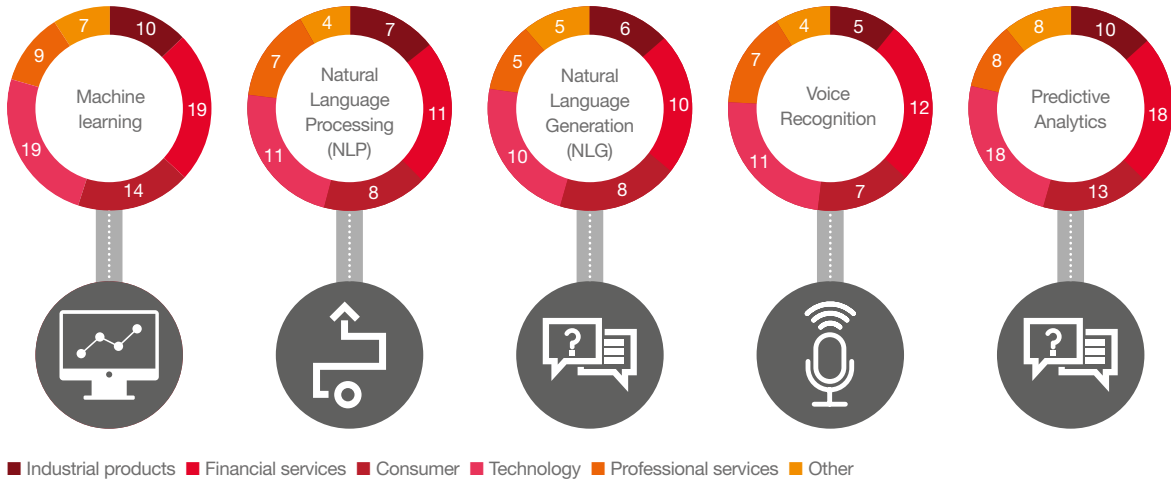 7
10
9
19
19
14
Machine
learning
4
7
7
11
11
8
Natural
Language
Processing
(NLP)
5
6
5
10
10
8
Natural
Language
Generation
(NLG)
4
5
7
12
11
7
Voice
Recognition
8
10
8
18
18
13
Predictive
Analytics
?
?
Industrial products Financial services Consumer Technology Professional services Other